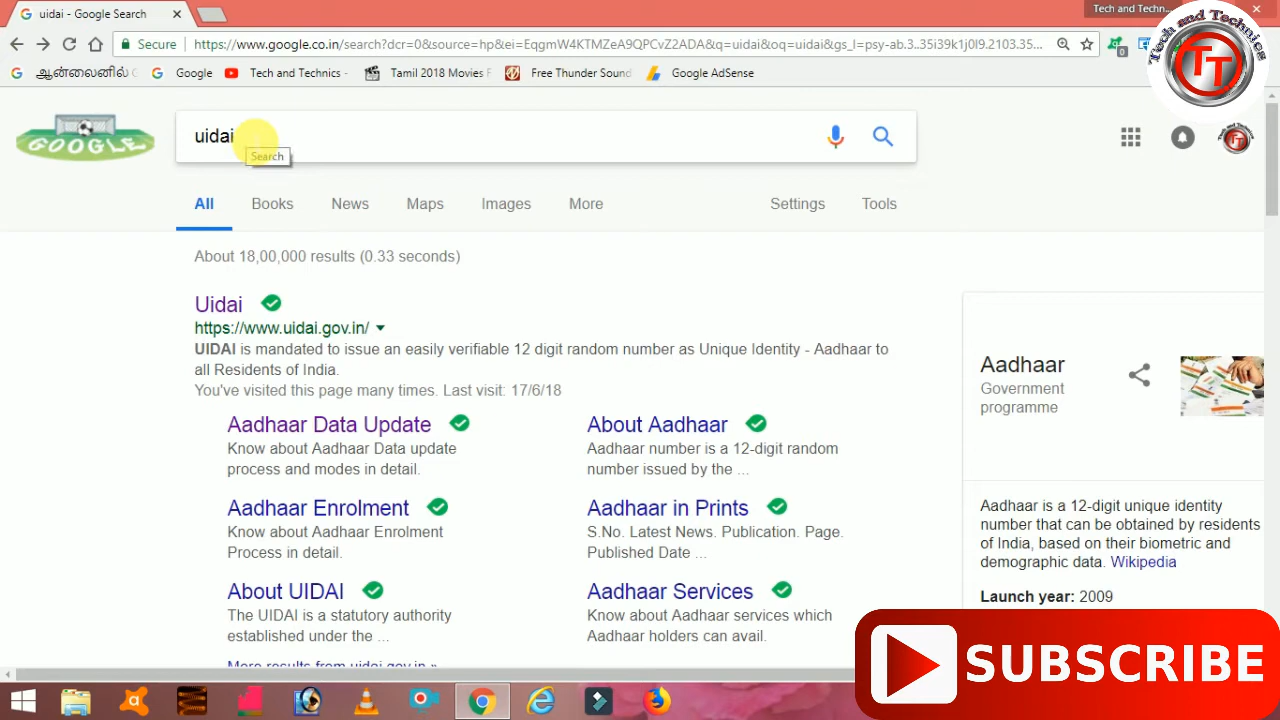 uidai - Google Search
Tech and Techn...
Secure
https://www.google.co.in/search?dcr=0&source=hp&ei=EqgmW4KTMZeA9QPCvZ2ADA&q=uidai&oq=uidai&gs_l=psy-ab.3..35i39k1j0l9.2103.35...
0
ஆன்லைனில்
Google
Tech and Technics -
Tamil 2018 Movies F
Free Thunder Sound
Google AdSense
Tech and Technics
TT
GOOGLE
uidai
Search
All
Books
News
Maps
Images
More
Settings
Tools
About 18,00,000 results (0.33 seconds)
Uidai
https://www.uidai.gov.in/
UIDAI is mandated to issue an easily verifiable 12 digit random number as Unique Identity - Aadhaar to
all Residents of India.
You've visited this page many times. Last visit: 17/6/18
Aadhaar Data Update
Know about Aadhaar Data update
process and modes in detail.
About Aadhaar
Aadhaar number is a 12-digit random
number issued by the ...
Aadhaar Enrolment
Know about Aadhaar Enrolment
Process in detail.
Aadhaar in Prints
S.No. Latest News. Publication. Page.
Published Date ...
About UIDAI
The UIDAI is a statutory authority
established under the ...
Aadhaar Services
Know about Aadhaar services which
Aadhaar holders can avail.
More results from uidai.gov.in »
Aadhaar
Government
programme
Aadhaar is a 12-digit unique identity
number that can be obtained by residents
of India, based on their biometric and
demographic data. Wikipedia
Launch year: 2009
SUBSCRIBE